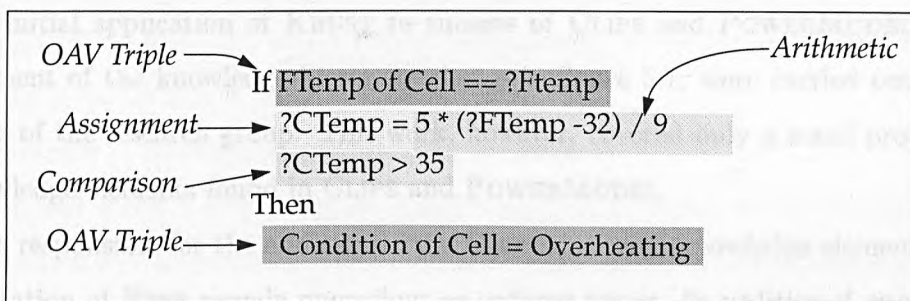 OAV Triple
If FTemp of Cell == ?Ftemp
Arithmetic
Assignment
?CTemp = 5 * (?FTemp -32) / 9
Comparison
?CTemp > 35
Then
OAV Triple
Condition of Cell = Overheating